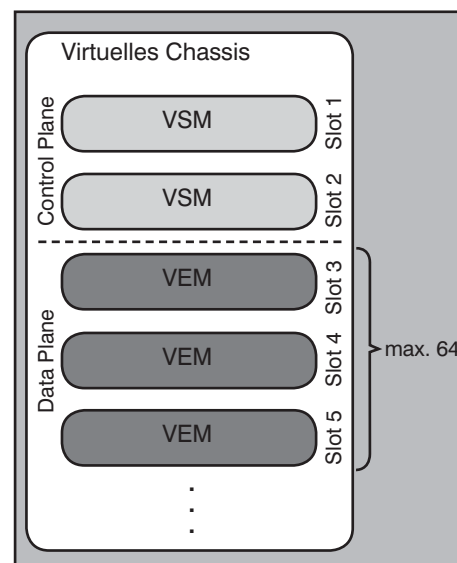 Virtuelles Chassis
Control Plane
VSM
Slot 1
VSM
Slot 2
Data Plane
VEM
Slot 3
VEM
Slot 4
VEM
Slot 5
max. 64